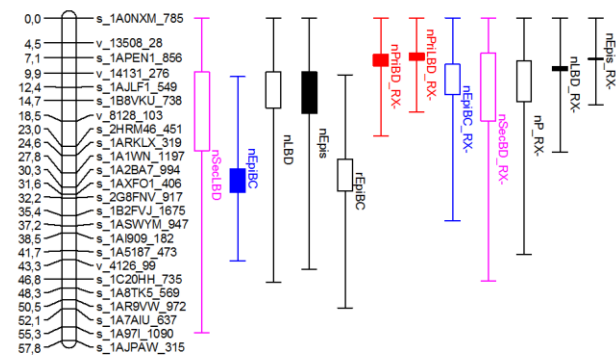 0,0 s_1A0NXM_785
4,5 v_13508_28
7,1 s_1APEN1_856
9,9 v_14131_276
12,4 s_1AJLF1_549
14,7 s_1B8VKU_738
18,5 v_8128_103
23,0 s_2HRM46_451
24,6 s_1ARKLX_319
27,8 s_1A1WN_1197
30,3 s_1A2BA7_994
31,6 s_1AXFO1_406
32,2 s_2G8FNV_917
35,4 s_1B2FVJ_1675
37,2 s_1ASWYM_947
38,5 s_1AI909_182
41,7 s_1A5187_473
43,3 v_4126_99
46,8 s_1C20HH_735
48,3 s_1A8TK5_569
50,5 s_1AR9VW_972
52,1 s_1A7AIU_637
55,3 s_1A97I_1090
57,8 s_1AJPAW_315
nSecLBD
nEpiBC
nLBD
nEpis
rEpiBC
nPriBD_RX-
nPriLBD_RX-
nEpiBC_RX-
nSecBD_RX-
nP_RX-
nLBD_RX-
nEpis_RX-